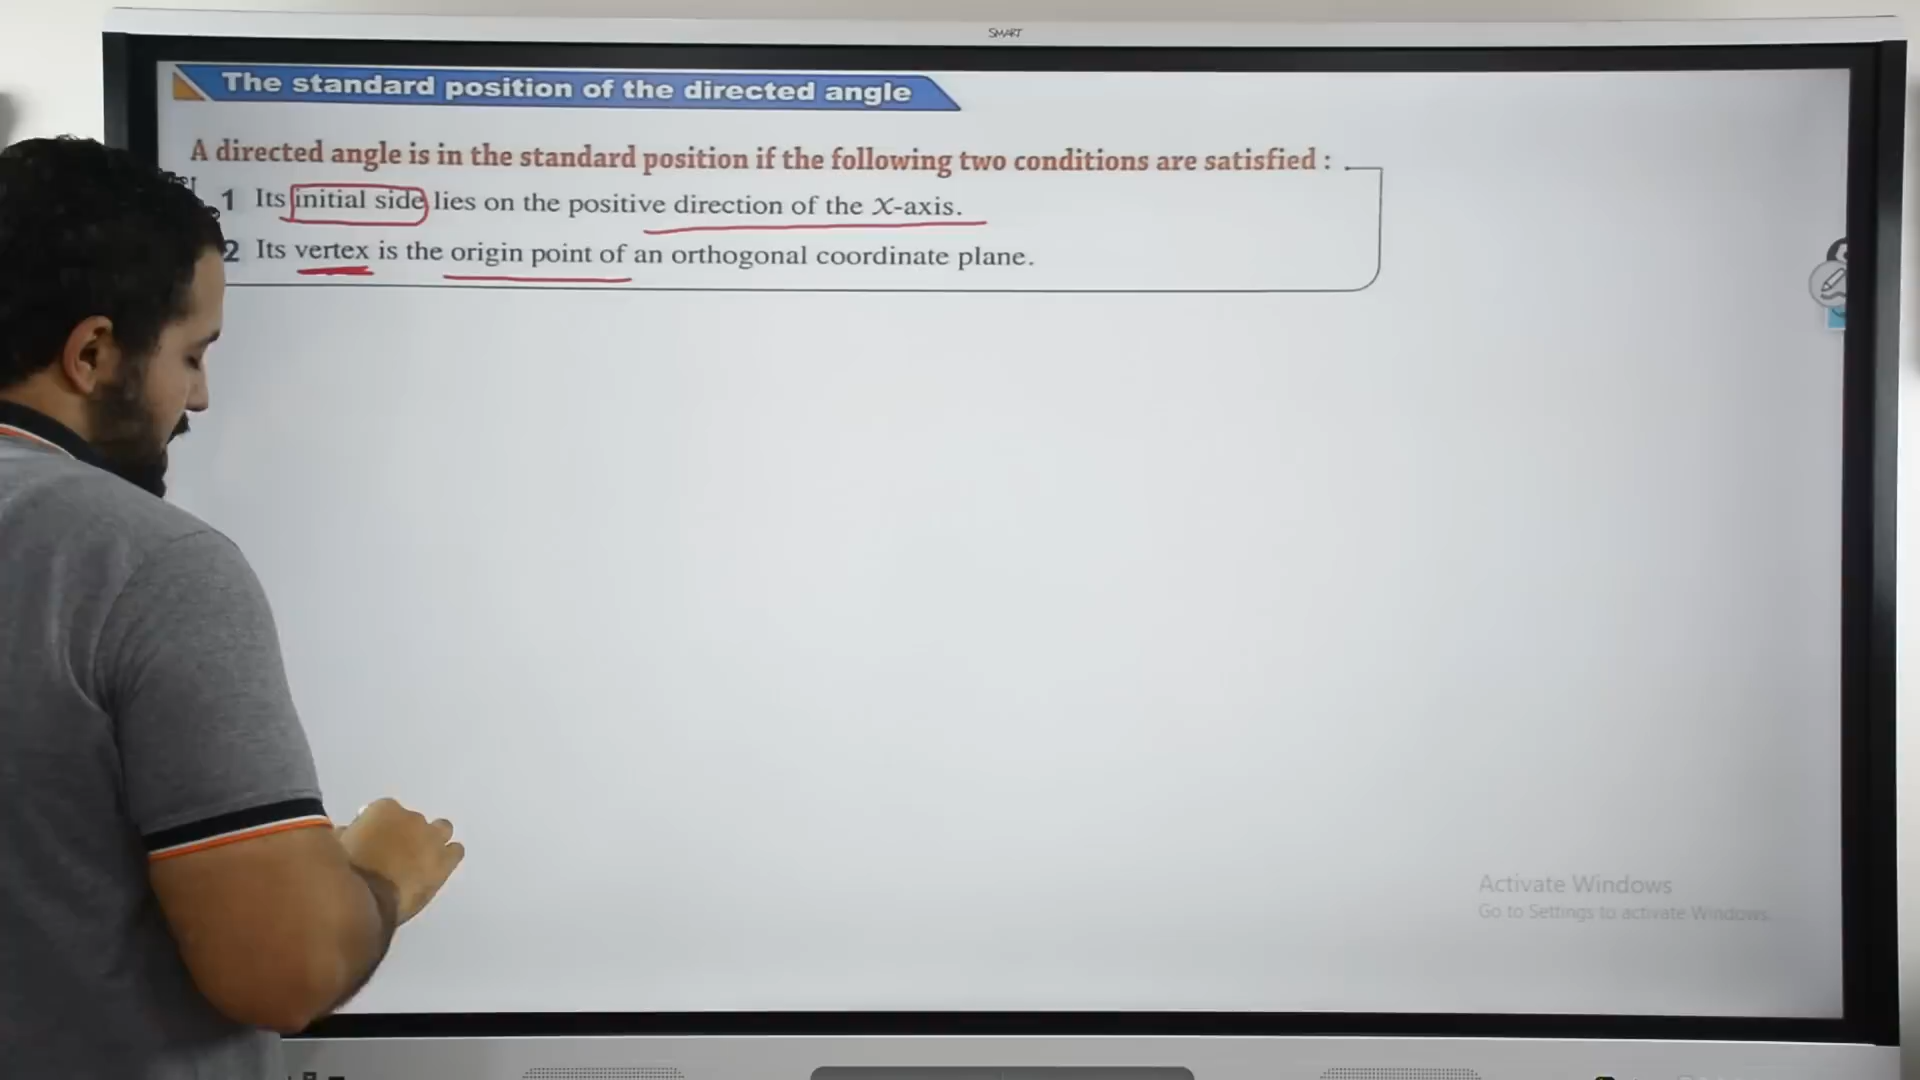 SMART
The standard position of the directed angle
A directed angle is in the standard position if the following two conditions are satisfied :
1 Its initial side lies on the positive direction of the X-axis.
2 Its vertex is the origin point of an orthogonal coordinate plane.
Activate Windows
Go to Settings to activate Windows.